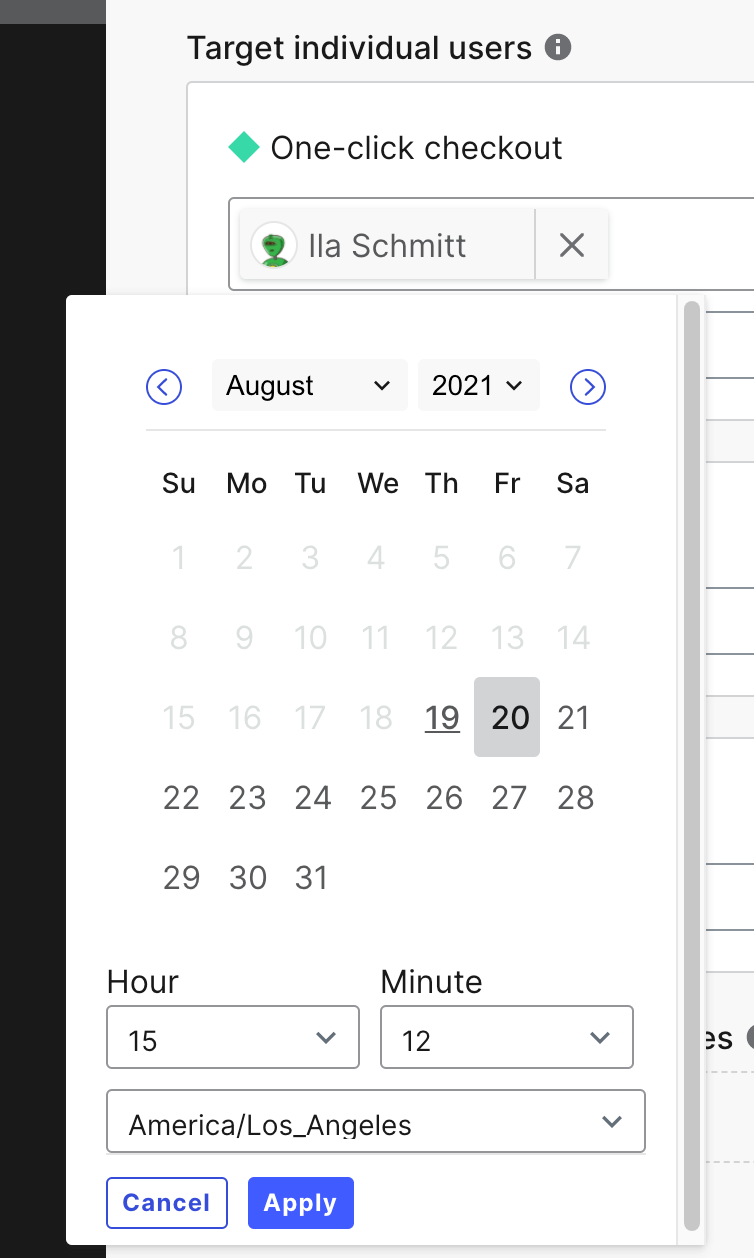 Target individual users
One-click checkout
Ila Schmitt
August 2021
Su Mo Tu We Th Fr Sa
1 2 3 4 5 6 7
8 9 10 11 12 13 14
15 16 17 18 19 20 21
22 23 24 25 26 27 28
29 30 31
Hour Minute
15 12
es
America/Los_Angeles
Cancel Apply